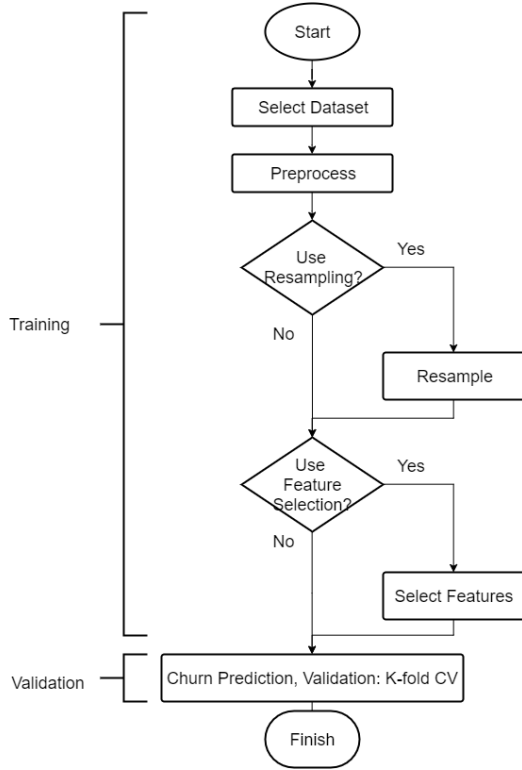 Start
Select Dataset
Preprocess
Use
Resampling?
Yes
No
Training
Resample
Use
Feature
Selection?
Yes
No
Select Features
Validation
Churn Prediction, Validation: K-fold CV
Finish